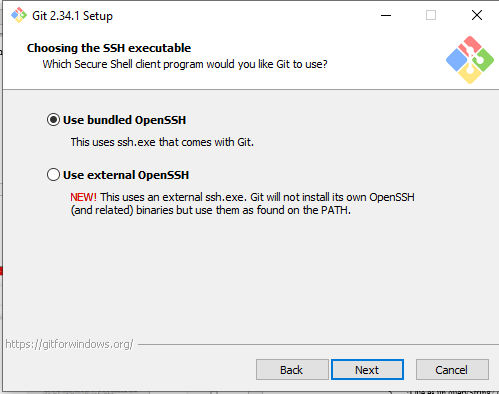 Git 2.34.1 Setup
Choosing the SSH executable
Which Secure Shell client program would you like Git to use?
Use bundled OpenSSH
This uses ssh.exe that comes with Git.
Use external OpenSSH
NEW! This uses an external ssh.exe. Git will not install its own OpenSSH
(and related) binaries but use them as found on the PATH.
https://gitforwindows.org/
Back
Next
Cancel